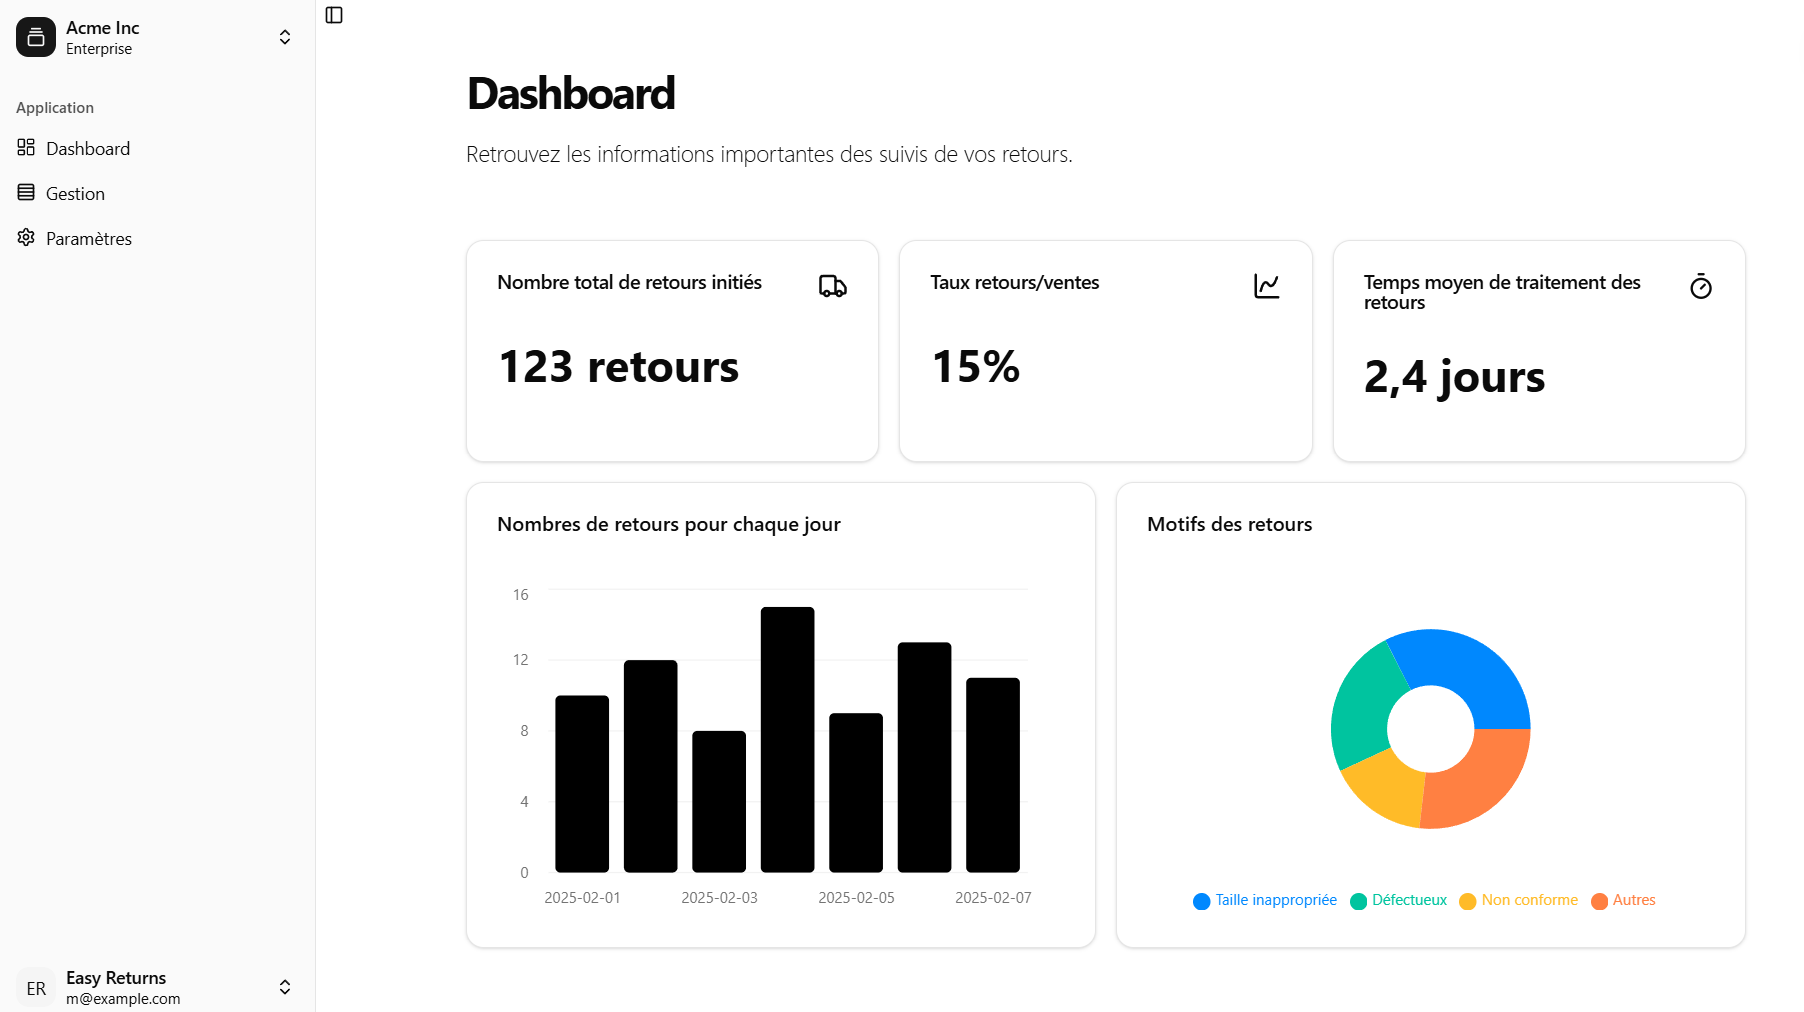 Acme Inc
Enterprise
Application
Dashboard
Gestion
Paramètres
ER
Easy Returns
m@example.com
Dashboard
Retrouvez les informations importantes des suivis de vos retours.
Nombre total de retours initiés
123 retours
Taux retours/ventes
15%
Temps moyen de traitement des
retours
2,4 jours
Nombres de retours pour chaque jour
16
12
8
4
0
2025-02-01
2025-02-03
2025-02-05
2025-02-07
Motifs des retours
Taille inappropriée
Défectueux
Non conforme
Autres